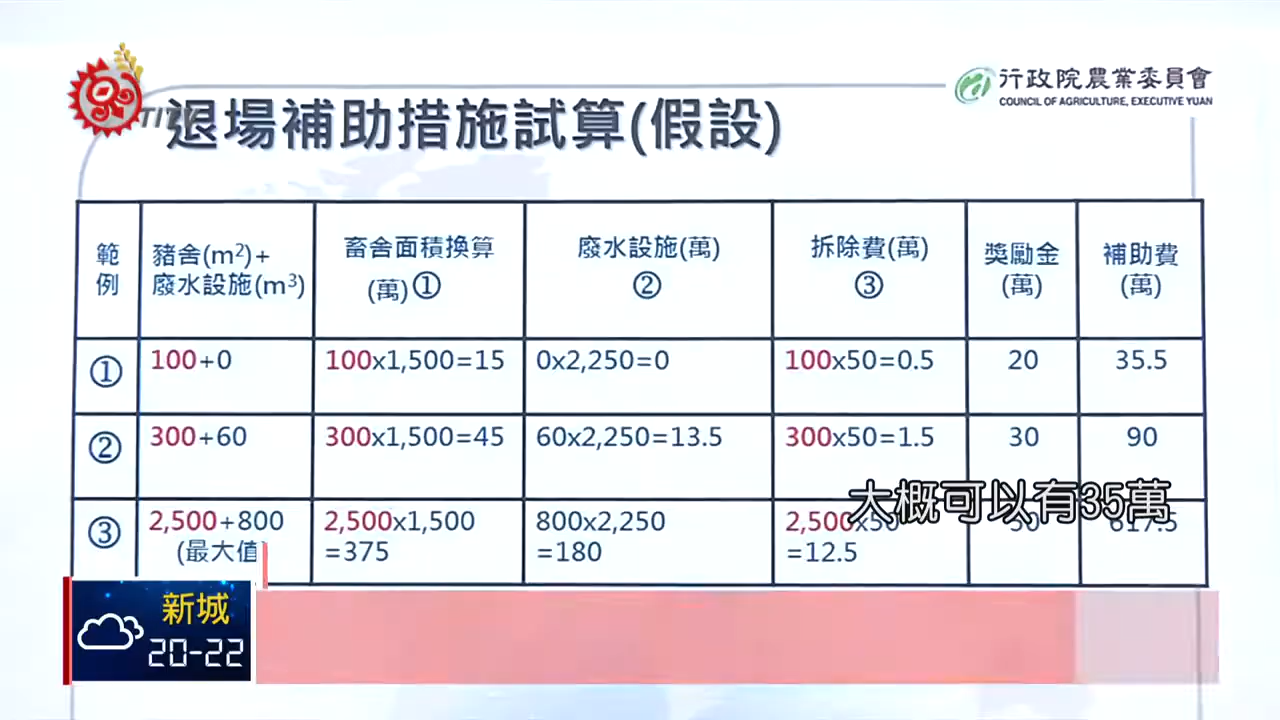 行政院農業委員會
COUNCIL OF AGRICULTURE, EXECUTIVE YUAN
退場補助措施試算(假設)
範例
豬舍(m²)+
廢水設施(m³)
畜舍面積換算
(萬)①
廢水設施(萬)
②
拆除費(萬)
③
獎勵金
(萬)
補助費
(萬)
①
100+0
100x1,500=15
0x2,250=0
100x50=0.5
20
35.5
②
300+60
300x1,500=45
60x2,250=13.5
300x50=1.5
30
90
③
2,500+800
(最大值
2,500x1,500
=375
800x2,250
=180
2,500x50
=12.5
50
617.5
大概可以有35萬
新城
20-22